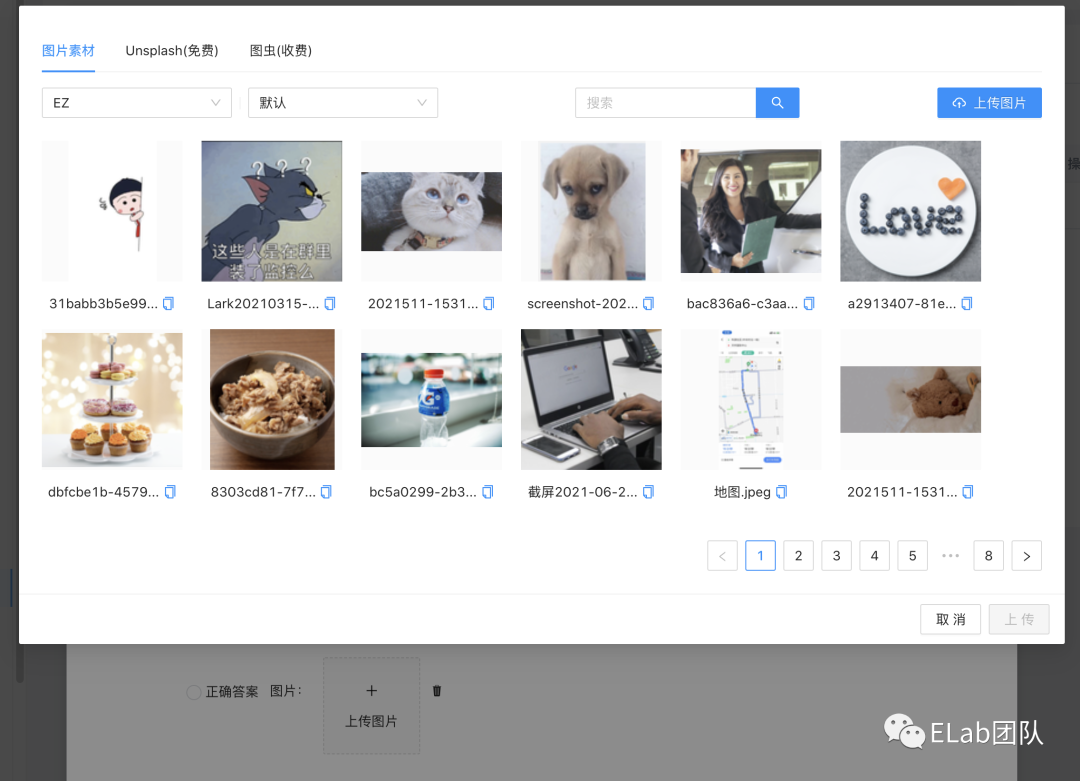 图片素材 Unsplash(免费) 图虫(收费)
EZ 默认 搜索 上传图片
? ? ?
这些人是在群里
装了监控么
LOVE
31babb3b5e99... Lark20210315-... 2021511-1531... screenshot-202... bac836a6-c3aa... a2913407-81e...
G
Google
dbfcbe1b-4579... 8303cd81-7f7... bc5a0299-2b3... 截屏2021-06-2... 地图.jpeg 2021511-1531...
< 1 2 3 4 5 ••• 8 >
取消 上传
正确答案 图片:
+
上传图片
操
ELab团队